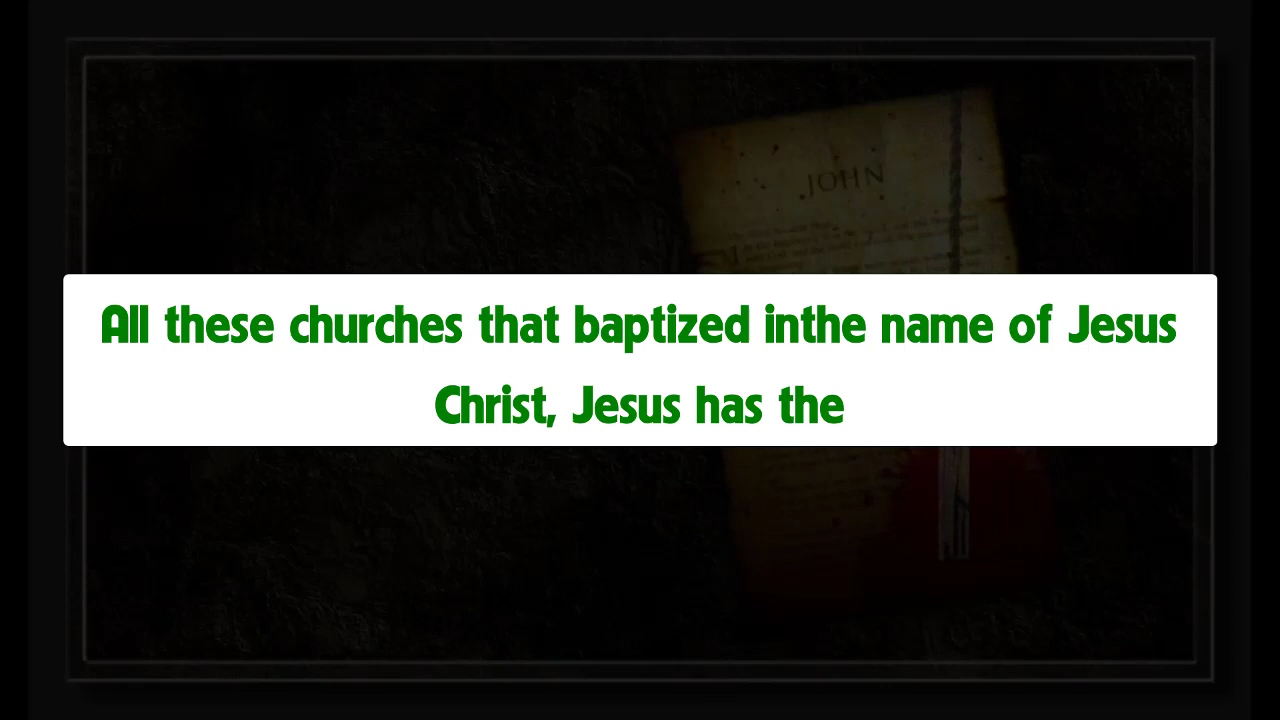 JOHN
All these churches that baptized inthe name of Jesus
Christ, Jesus has the